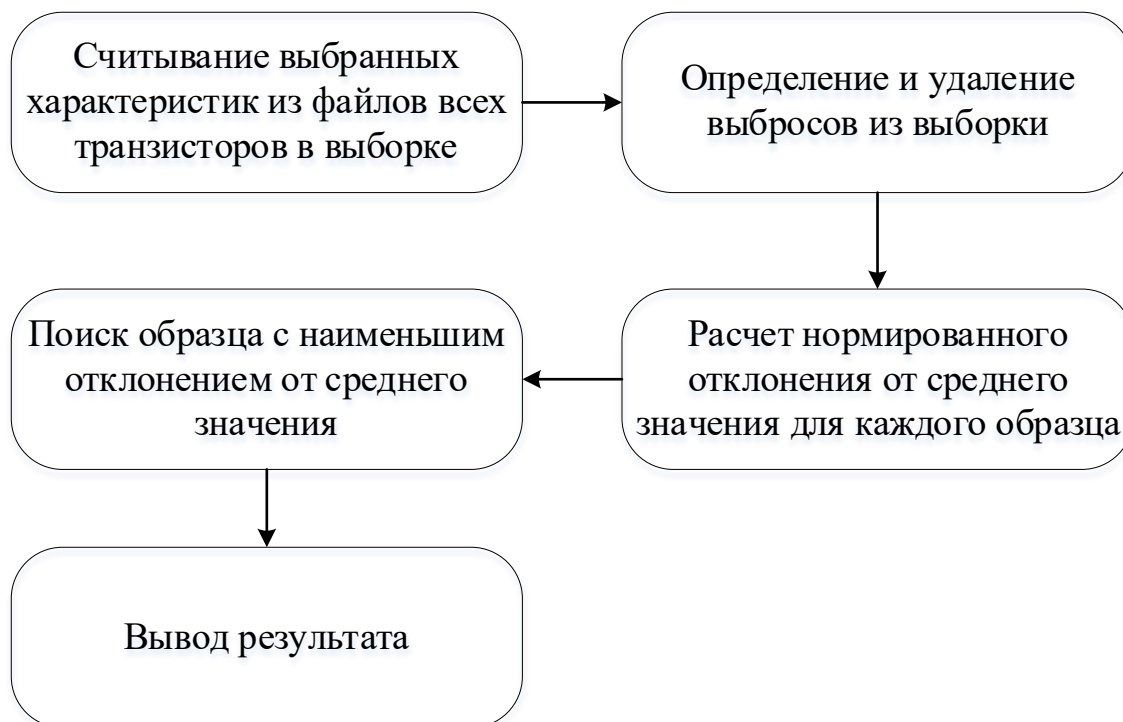 Считывание выбранных
характеристик из файлов всех
транзисторов в выборке
Определение и удаление
выбросов из выборки
Расчет нормированного
отклонения от среднего
значения для каждого образца
Поиск образца с наименьшим
отклонением от среднего
значения
Вывод результата